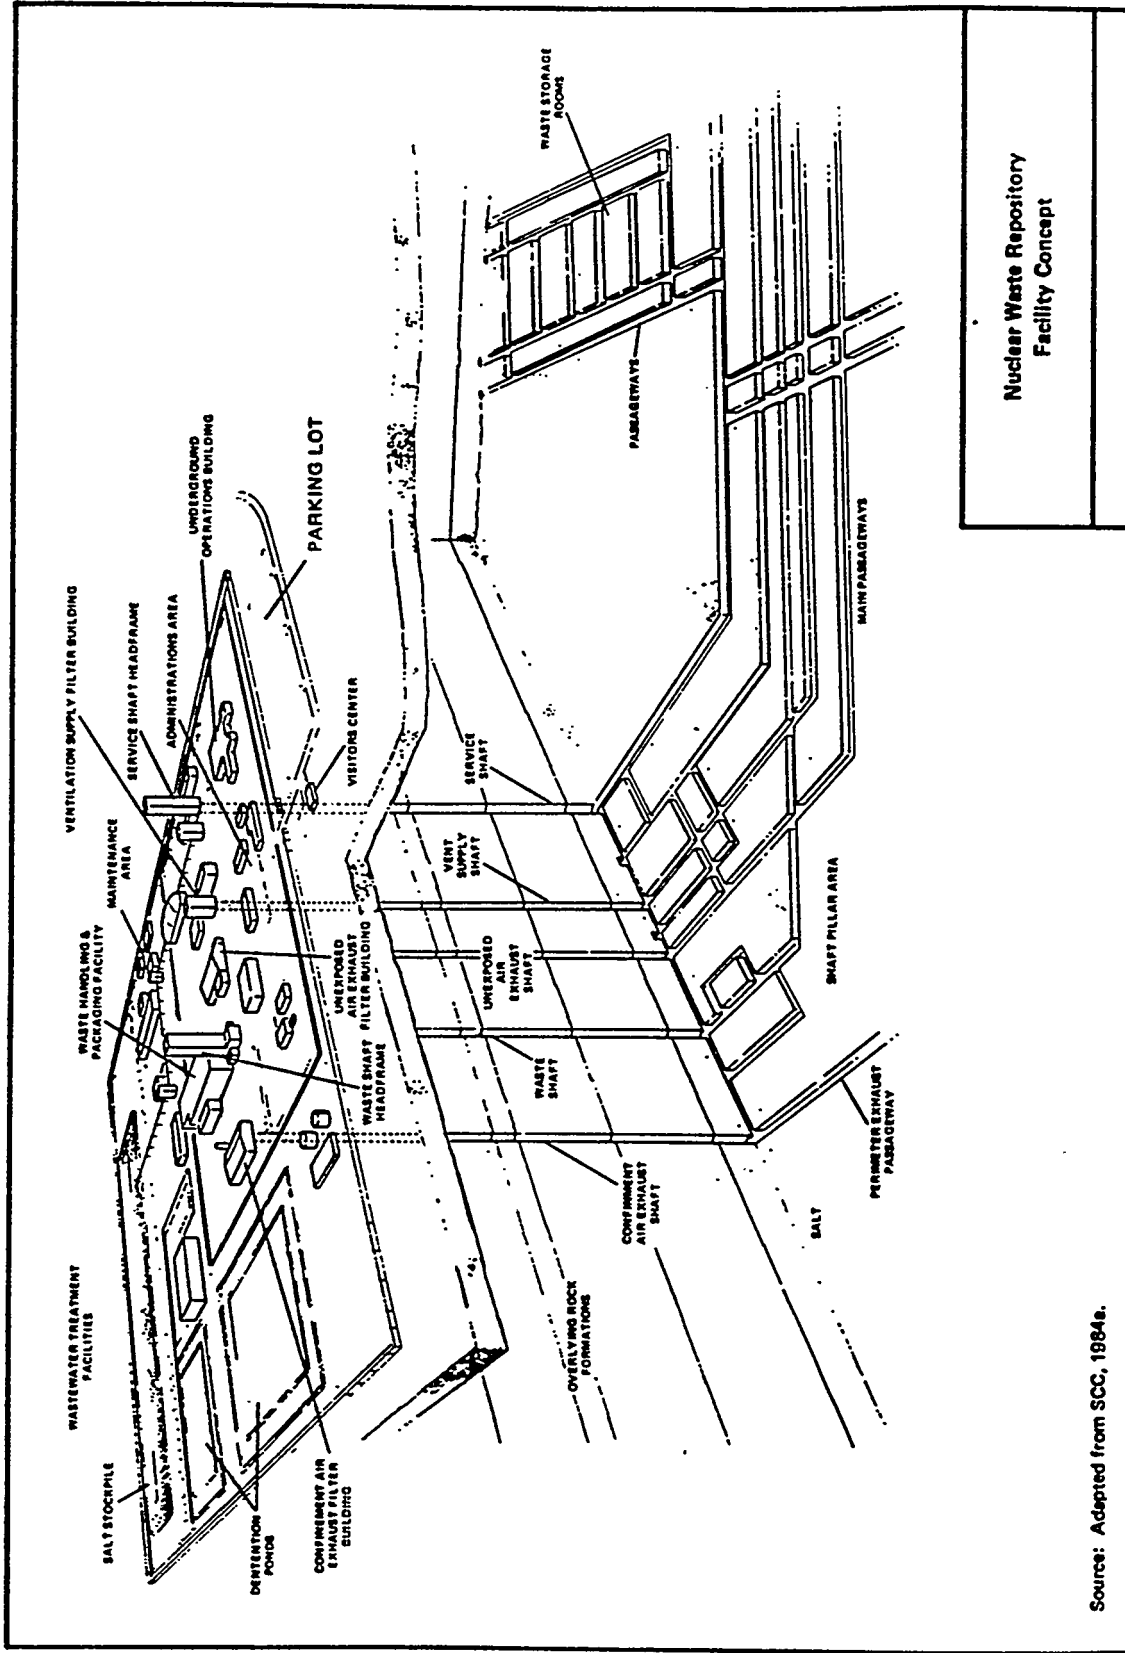 SALT STOCKPILE
WASTEWATER TREATMENT
FACILITIES
WASTE HANDLING &
PACKAGING FACILITY
MAINTENANCE
AREA
VENTILATION SUPPLY FILTER BUILDING
SERVICE SHAFT HEADFRAME
ADMINISTRATIONS AREA
UNDERGROUND
OPERATIONS BUILDING
PARKING LOT
VISITORS CENTER
DENTENTION
PONDS
CONFINEMENT AIR
EXHAUST FILTER
BUILDING
WASTE SHAFT
HEADFRAME
UNEXPOSED
AIR EXHAUST
FILTER BUILDING
OVERLYING ROCK
FORMATIONS
CONFINMENT
AIR EXHAUST
SHAFT
WASTE
SHAFT
UNEXPOSED
AIR
EXHAUST
SHAFT
VENT
SUPPLY
SHAFT
SERVICE
SHAFT
WASTE STORAGE
ROOMS
PASSAGEWAYS
SALT
PERIMETER EXHAUST
PASSAGEWAY
SHAFT PILLAR AREA
MAIN PASSAGEWAYS
Nuclear Waste Repository
Facility Concept
Source: Adapted from SCC, 1984a.